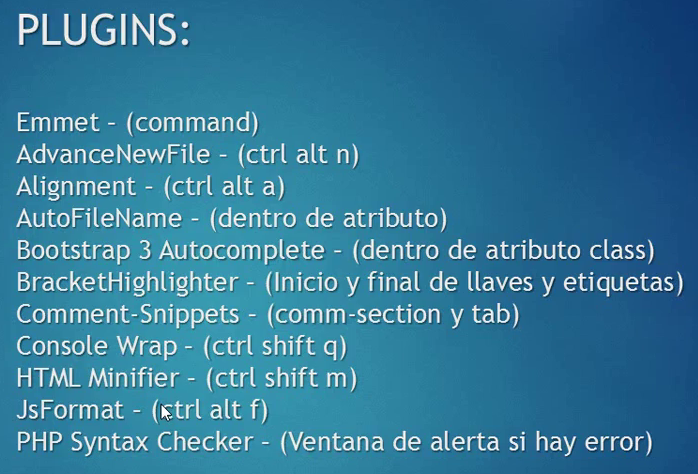 PLUGINS:
Emmet – (command)
AdvanceNewFile – (ctrl alt n)
Alignment – (ctrl alt a)
AutoFileName – (dentro de atributo)
Bootstrap 3 Autocomplete – (dentro de atributo class)
BracketHighlighter – (Inicio y final de llaves y etiquetas)
Comment-Snippets – (comm-section y tab)
Console Wrap – (ctrl shift q)
HTML Minifier – (ctrl shift m)
JsFormat – (ctrl alt f)
PHP Syntax Checker – (Ventana de alerta si hay error)